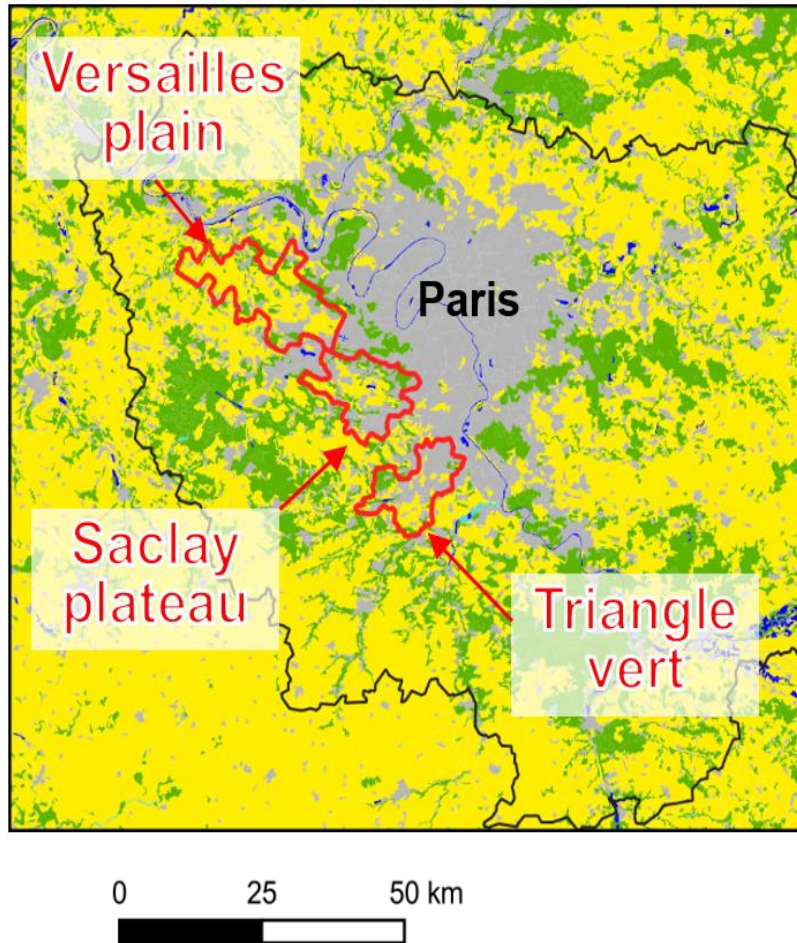 Versailles
plain
Paris
Saclay
plateau
Triangle
vert
0 25 50 km